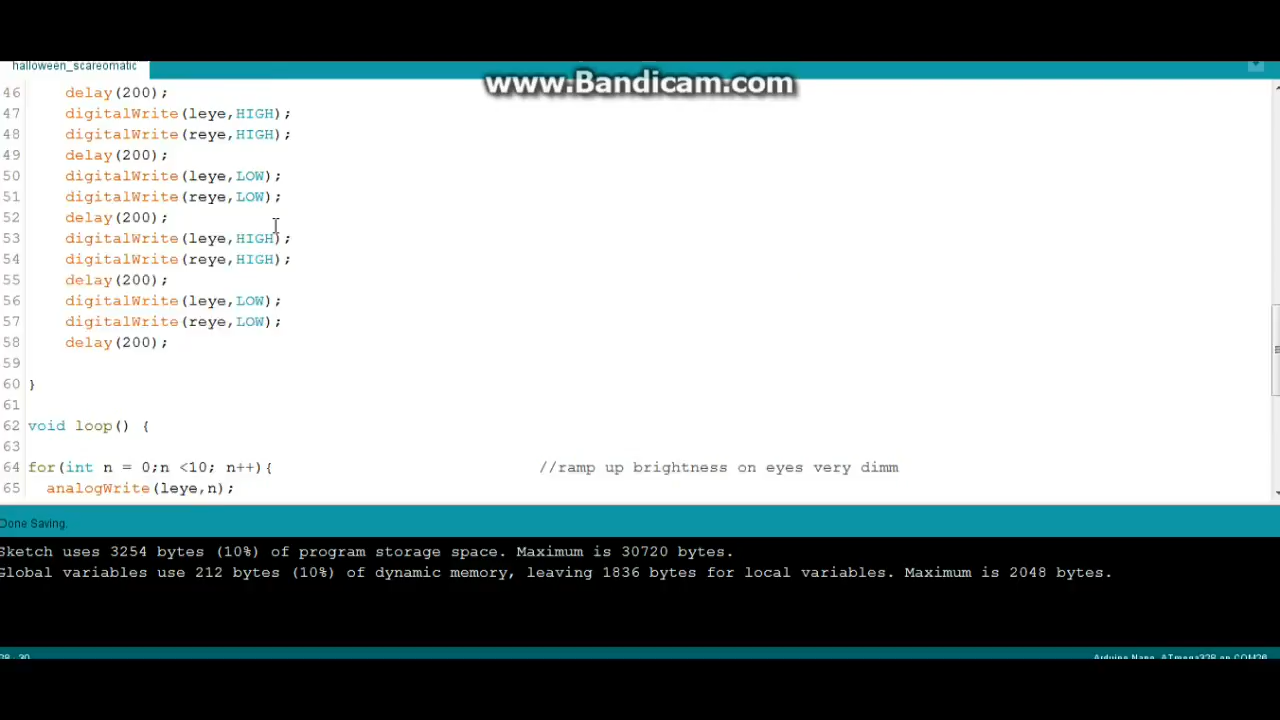 www.Bandicam.com
halloween_scareomatic
46 delay(200);
47 digitalWrite(leye,HIGH);
48 digitalWrite(reye,HIGH);
49 delay(200);
50 digitalWrite(leye,LOW);
51 digitalWrite(reye,LOW);
52 delay(200);
53 digitalWrite(leye,HIGH);
54 digitalWrite(reye,HIGH);
55 delay(200);
56 digitalWrite(leye,LOW);
57 digitalWrite(reye,LOW);
58 delay(200);
59
60 }
61
62 void loop() {
63
64 for(int n = 0;n <10; n++){ //ramp up brightness on eyes very dimm
65 analogWrite(leye,n);
Done Saving.
Sketch uses 3254 bytes (10%) of program storage space. Maximum is 30720 bytes.
Global variables use 212 bytes (10%) of dynamic memory, leaving 1836 bytes for local variables. Maximum is 2048 bytes.
Arduino Nano, ATmega328 on COM26